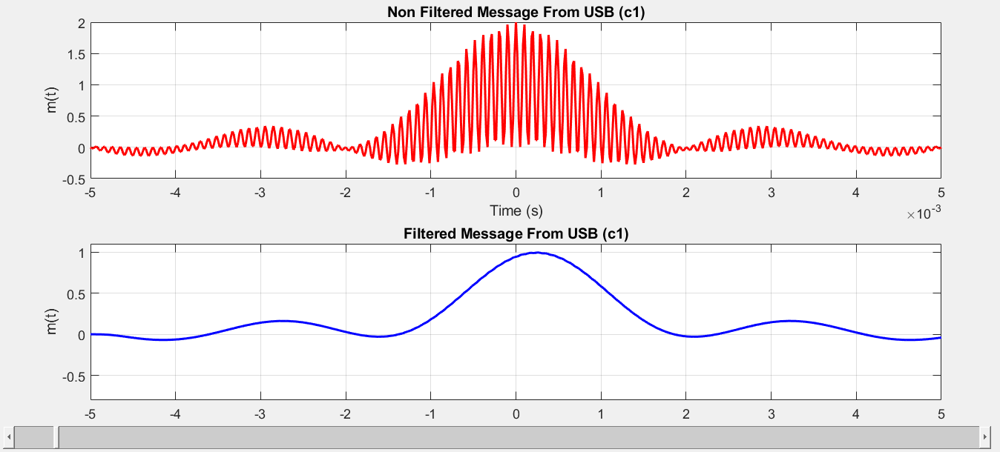 Non Filtered Message From USB (c1)
2
1.5
1
0.5
0
-0.5
m(t)
-5 -4 -3 -2 -1 0 1 2 3 4 5
Time (s)
×10-3
Filtered Message From USB (c1)
1
0.5
0
-0.5
m(t)
-5 -4 -3 -2 -1 0 1 2 3 4 5